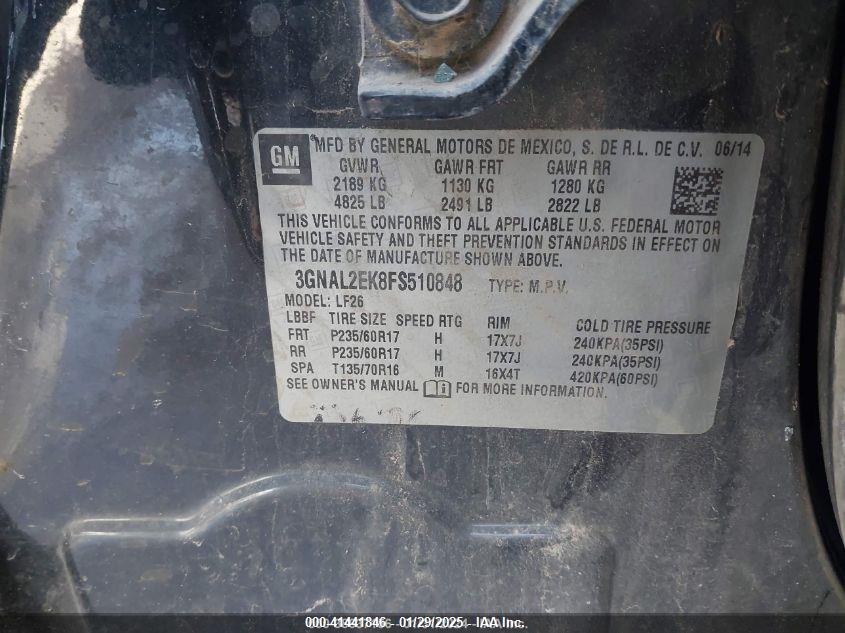 GM
MFD BY GENERAL MOTORS DE MEXICO, S. DE R.L. DE C.V. 06/14
GVWR GAWR FRT GAWR RR
2189 KG 1130 KG 1280 KG
4825 LB 2491 LB 2822 LB
THIS VEHICLE CONFORMS TO ALL APPLICABLE U.S. FEDERAL MOTOR
VEHICLE SAFETY AND THEFT PREVENTION STANDARDS IN EFFECT ON
THE DATE OF MANUFACTURE SHOWN ABOVE.
3GNAL2EK8FS510848 TYPE: M.P.V.
MODEL: LF26
LBBF TIRE SIZE SPEED RTG RIM COLD TIRE PRESSURE
FRT P235/60R17 H 17X7J 240KPA(35PSI)
RR P235/60R17 H 17X7J 240KPA(35PSI)
SPA T135/70R16 M 16X4T 420KPA(60PSI)
SEE OWNER'S MANUAL FOR MORE INFORMATION.
000-41441846 - 01/29/2025 - IAA Inc.